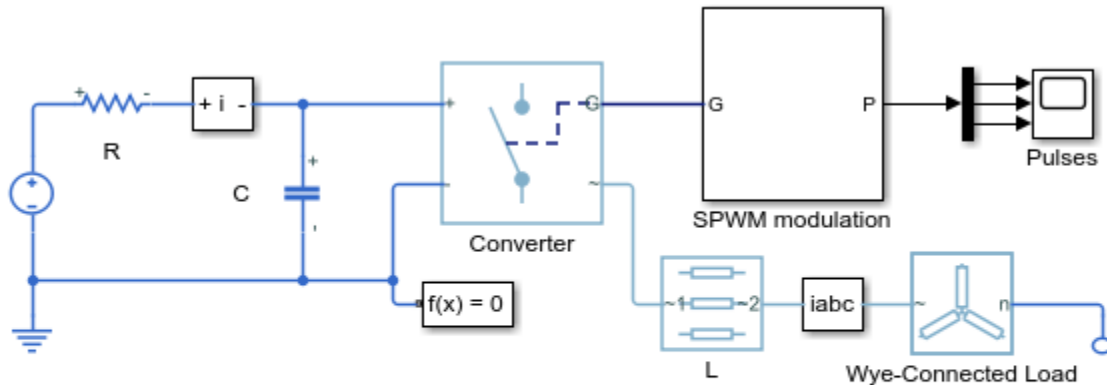 + -
R
+ i -
+
-
C
+
-
G
~
Converter
f(x) = 0
G
P
SPWM modulation
Pulses
~1 ~2
L
iabc
~
n
Wye-Connected Load
+
-